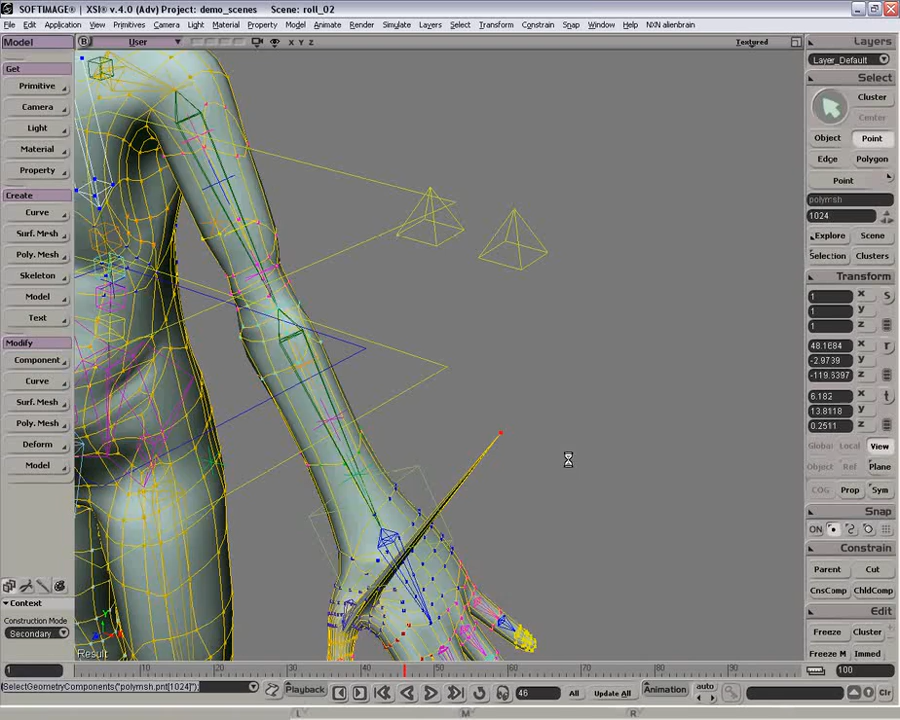 SOFTIMAGE® | XSI® v.4.0 (Adv) Project: demo_scenes Scene: roll_02
File Edit Application View Primitives Camera Light Material Property Model Animate Render Simulate Layers Select Transform Constrain Snap Window Help NXN alienbrain
Model
B User X Y Z Textured
Layers
Layer_Default
Select
Cluster
Center
Object Point
Edge Polygon
Point
polymsh
1024
Explore Scene
Selection Clusters
Transform
1 x S
1 y
1 z
48.1684 x r
-2.9739 y
-119.6397 z
6.182 x t
13.8118 y
0.2511 z
Global Local View
Object Ref Plane
COG Prop Sym
Snap
ON
Constrain
Parent Cut
CnsComp ChldComp
Edit
Freeze Cluster
Freeze M Immed
Get
Primitive
Camera
Light
Material
Property
Create
Curve
Surf. Mesh
Poly. Mesh
Skeleton
Model
Text
Modify
Component
Curve
Surf. Mesh
Poly. Mesh
Deform
Model
Context
Construction Mode
Secondary
Result
1 10 20 30 40 50 60 70 80 90 100
SelectGeometryComponents("polymsh.pnt[1024]") Playback 46 All Update All Animation auto Clr
L M R